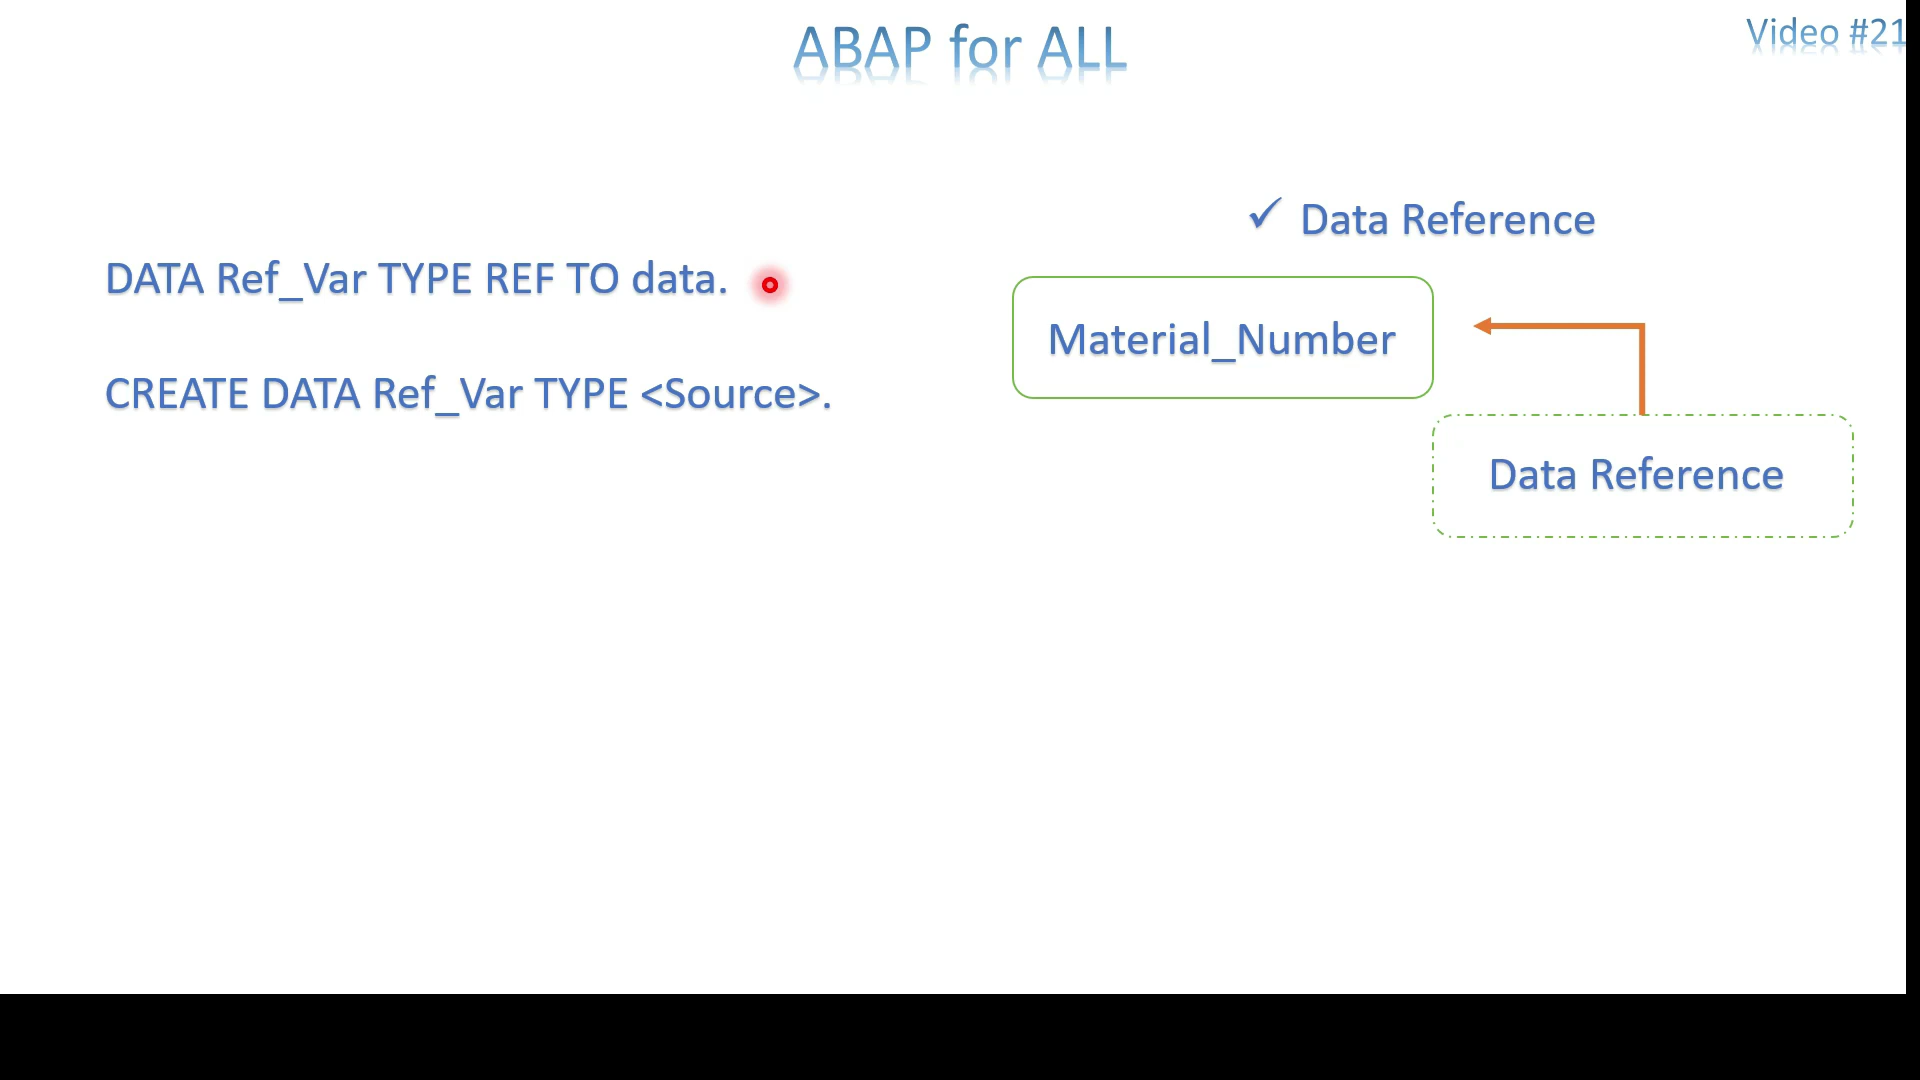 ABAP for ALL
Video #21
DATA Ref_Var TYPE REF TO data.
CREATE DATA Ref_Var TYPE <Source>.
✓ Data Reference
Material_Number
Data Reference